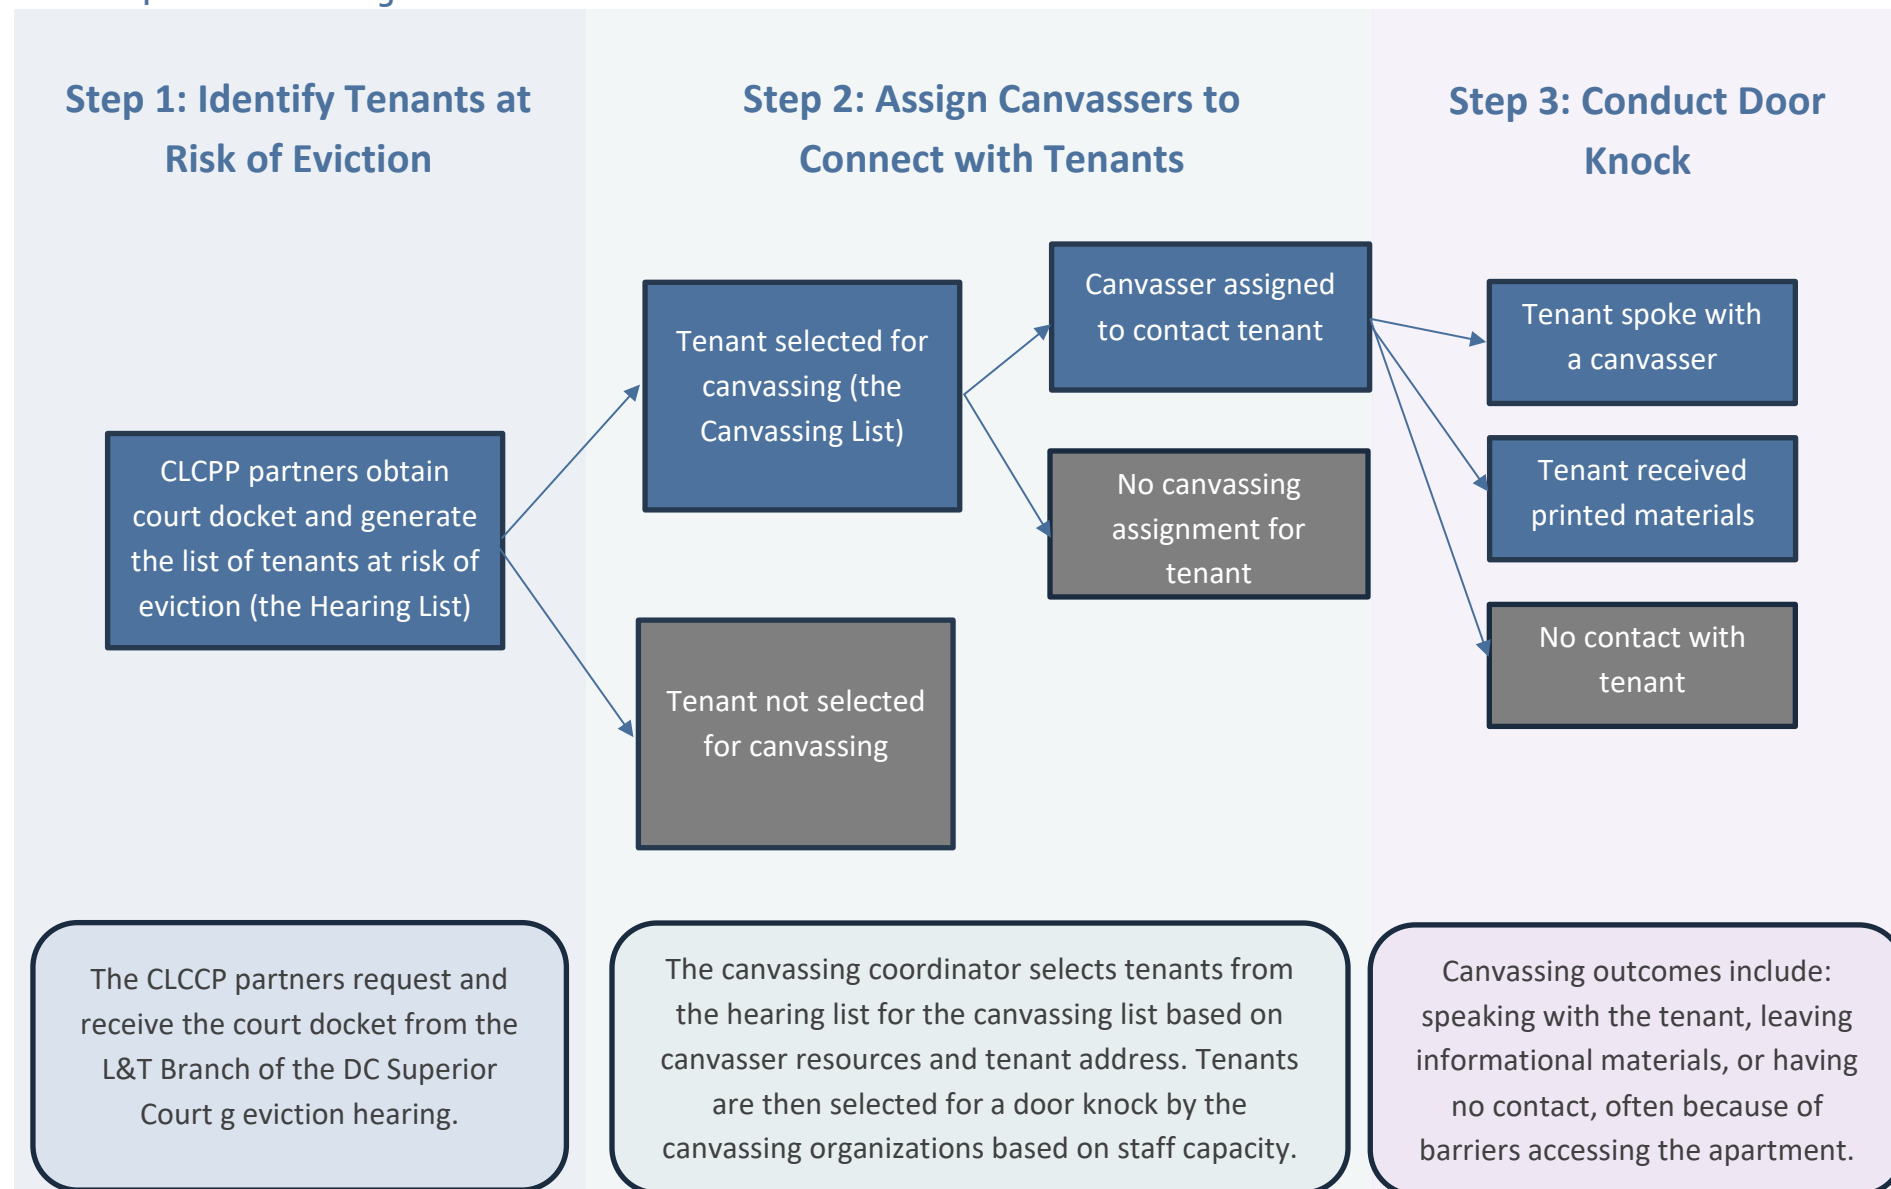 Step 1: Identify Tenants at
Risk of Eviction
Step 2: Assign Canvassers to
Connect with Tenants
Step 3: Conduct Door
Knock
CLCPP partners obtain
court docket and generate
the list of tenants at risk of
eviction (the Hearing List)
Tenant selected for
canvassing (the
Canvassing List)
Tenant not selected
for canvassing
Canvasser assigned
to contact tenant
No canvassing
assignment for
tenant
Tenant spoke with
a canvasser
Tenant received
printed materials
No contact with
tenant
The CLCCP partners request and
receive the court docket from the
L&T Branch of the DC Superior
Court g eviction hearing.
The canvassing coordinator selects tenants from
the hearing list for the canvassing list based on
canvasser resources and tenant address. Tenants
are then selected for a door knock by the
canvassing organizations based on staff capacity.
Canvassing outcomes include:
speaking with the tenant, leaving
informational materials, or having
no contact, often because of
barriers accessing the apartment.